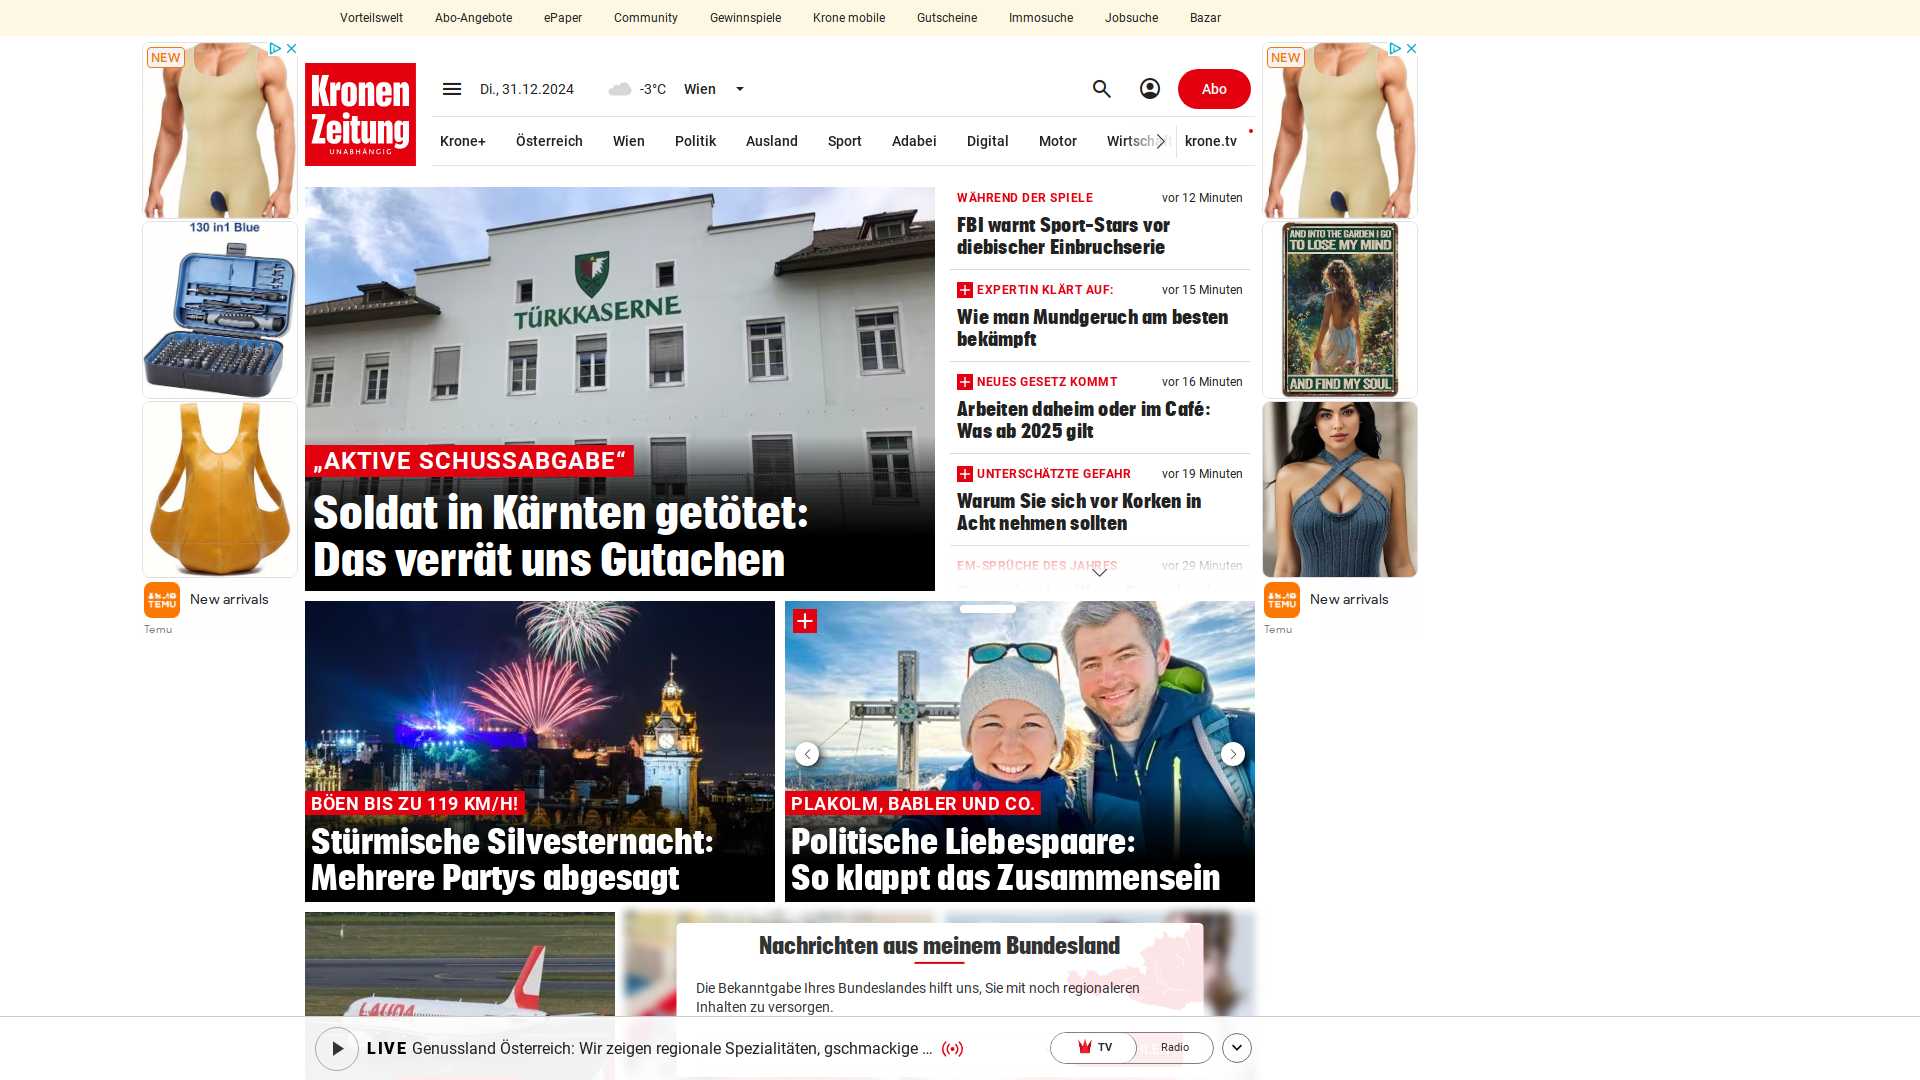 Vorteilswelt
Abo-Angebote
ePaper
Community
Gewinnspiele
Krone mobile
Gutscheine
Immosuche
Jobsuche
Bazar
NEW
130 in1 Blue
TEMU
New arrivals
Temu
Kronen
Zeitung
UNABHÄNGIG
Di., 31.12.2024
-3°C
Wien
Abo
Krone+
Österreich
Wien
Politik
Ausland
Sport
Adabei
Digital
Motor
krone.tv
TÜRKKASERNE
„AKTIVE SCHUSSABGABE“
Soldat in Kärnten getötet:
Das verrät uns Gutachten
WÄHREND DER SPIELE
vor 12 Minuten
FBI warnt Sport-Stars vor
diebischer Einbruchserie
EXPERTIN KLÄRT AUF:
vor 15 Minuten
Wie man Mundgeruch am besten
bekämpft
NEUES GESETZ KOMMT
vor 16 Minuten
Arbeiten daheim oder im Café:
Was ab 2025 gilt
UNTERSCHÄTZTE GEFAHR
vor 19 Minuten
Warum Sie sich vor Korken in
Acht nehmen sollten
EM-SPRÜCHE DES JAHRES
vor 29 Minuten
BÖEN BIS ZU 119 KM/H!
Stürmische Silvesternacht:
Mehrere Partys abgesagt
PLAKOLM, BABLER UND CO.
Politische Liebespaare:
So klappt das Zusammensein
Nachrichten aus meinem Bundesland
Die Bekanntgabe Ihres Bundeslandes hilft uns, Sie mit noch regionaleren
Inhalten zu versorgen.
LIVE Genussland Österreich: Wir zeigen regionale Spezialitäten, gschmackige ...
TV
Radio
NEW
AND INTO THE GARDEN I GO
TO LOSE MY MIND
AND FIND MY SOUL
TEMU
New arrivals
Temu